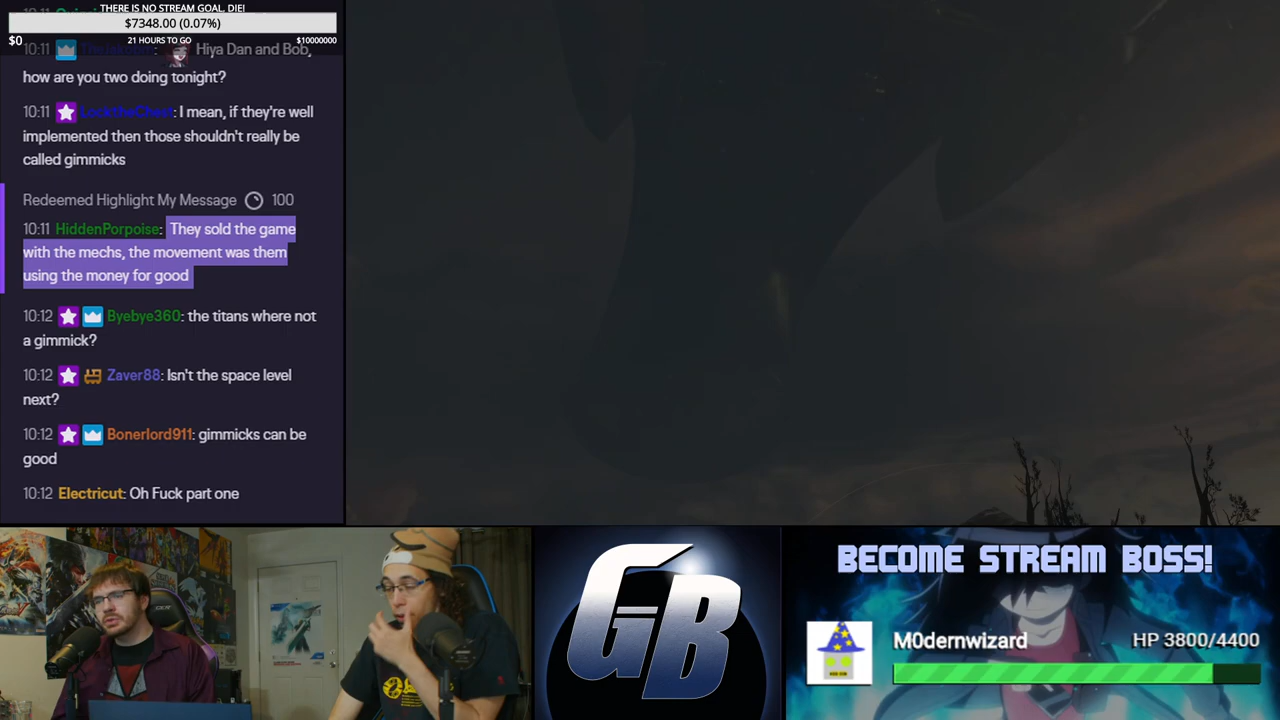 THERE IS NO STREAM GOAL. DIE!
$7348.00 (0.07%)
$0
21 HOURS TO GO
$10000000
10:11
Hiya Dan and Bob,
how are you two doing tonight?
10:11 LocktheChest: I mean, if they're well
implemented then those shouldn't really be
called gimmicks
Redeemed Highlight My Message 100
10:11 HiddenPorpoise: They sold the game
with the mechs, the movement was them
using the money for good
10:12 Byebye360: the titans where not
a gimmick?
10:12 Zaver88: Isn't the space level
next?
10:12 Bonerlord911: gimmicks can be
good
10:12 Electricut: Oh Fuck part one
GB
BECOME STREAM BOSS!
M0dernwizard
HP 3800/4400